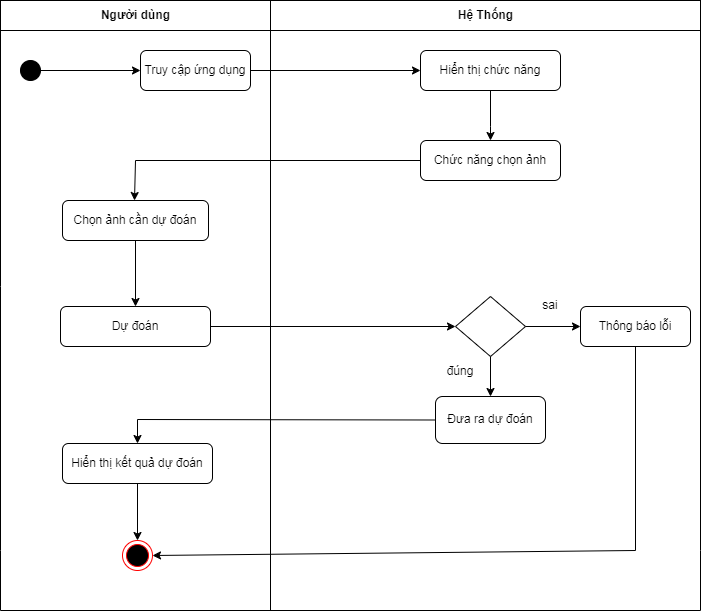 Người dùng
Hệ Thống
Truy cập ứng dụng
Hiển thị chức năng
Chức năng chọn ảnh
Chọn ảnh cần dự đoán
Dự đoán
sai
Thông báo lỗi
đúng
Đưa ra dự đoán
Hiển thị kết quả dự đoán